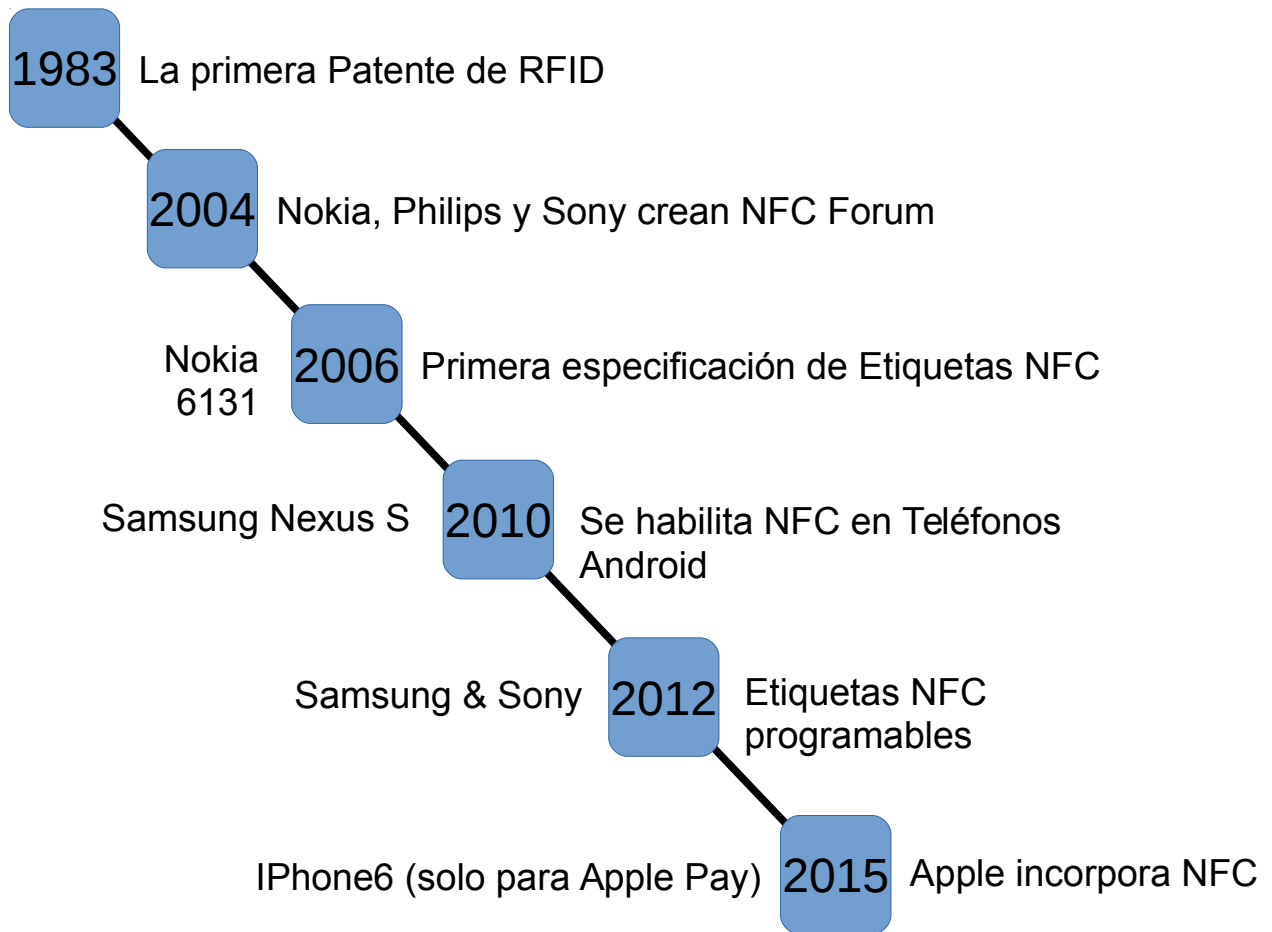 1983 La primera Patente de RFID
2004 Nokia, Philips y Sony crean NFC Forum
Nokia
6131
2006 Primera especificación de Etiquetas NFC
Samsung Nexus S
2010 Se habilita NFC en Teléfonos
Android
Samsung & Sony
2012 Etiquetas NFC
programables
IPhone6 (solo para Apple Pay)
2015 Apple incorpora NFC